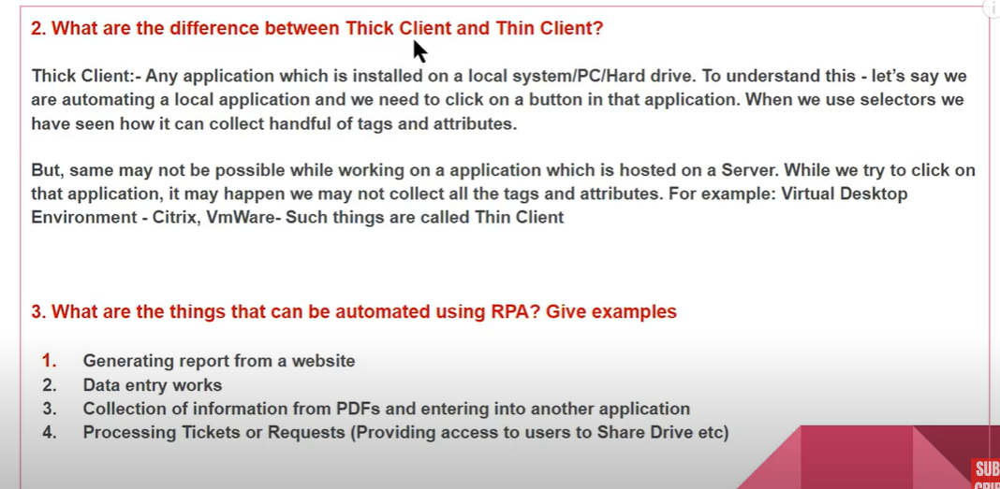 2. What are the difference between Thick Client and Thin Client?
Thick Client:- Any application which is installed on a local system/PC/Hard drive. To understand this - let's say we
are automating a local application and we need to click on a button in that application. When we use selectors we
have seen how it can collect handful of tags and attributes.
But, same may not be possible while working on a application which is hosted on a Server. While we try to click on
that application, it may happen we may not collect all the tags and attributes. For example: Virtual Desktop
Environment - Citrix, VmWare- Such things are called Thin Client
3. What are the things that can be automated using RPA? Give examples
1. Generating report from a website
2. Data entry works
3. Collection of information from PDFs and entering into another application
4. Processing Tickets or Requests (Providing access to users to Share Drive etc)
SUB